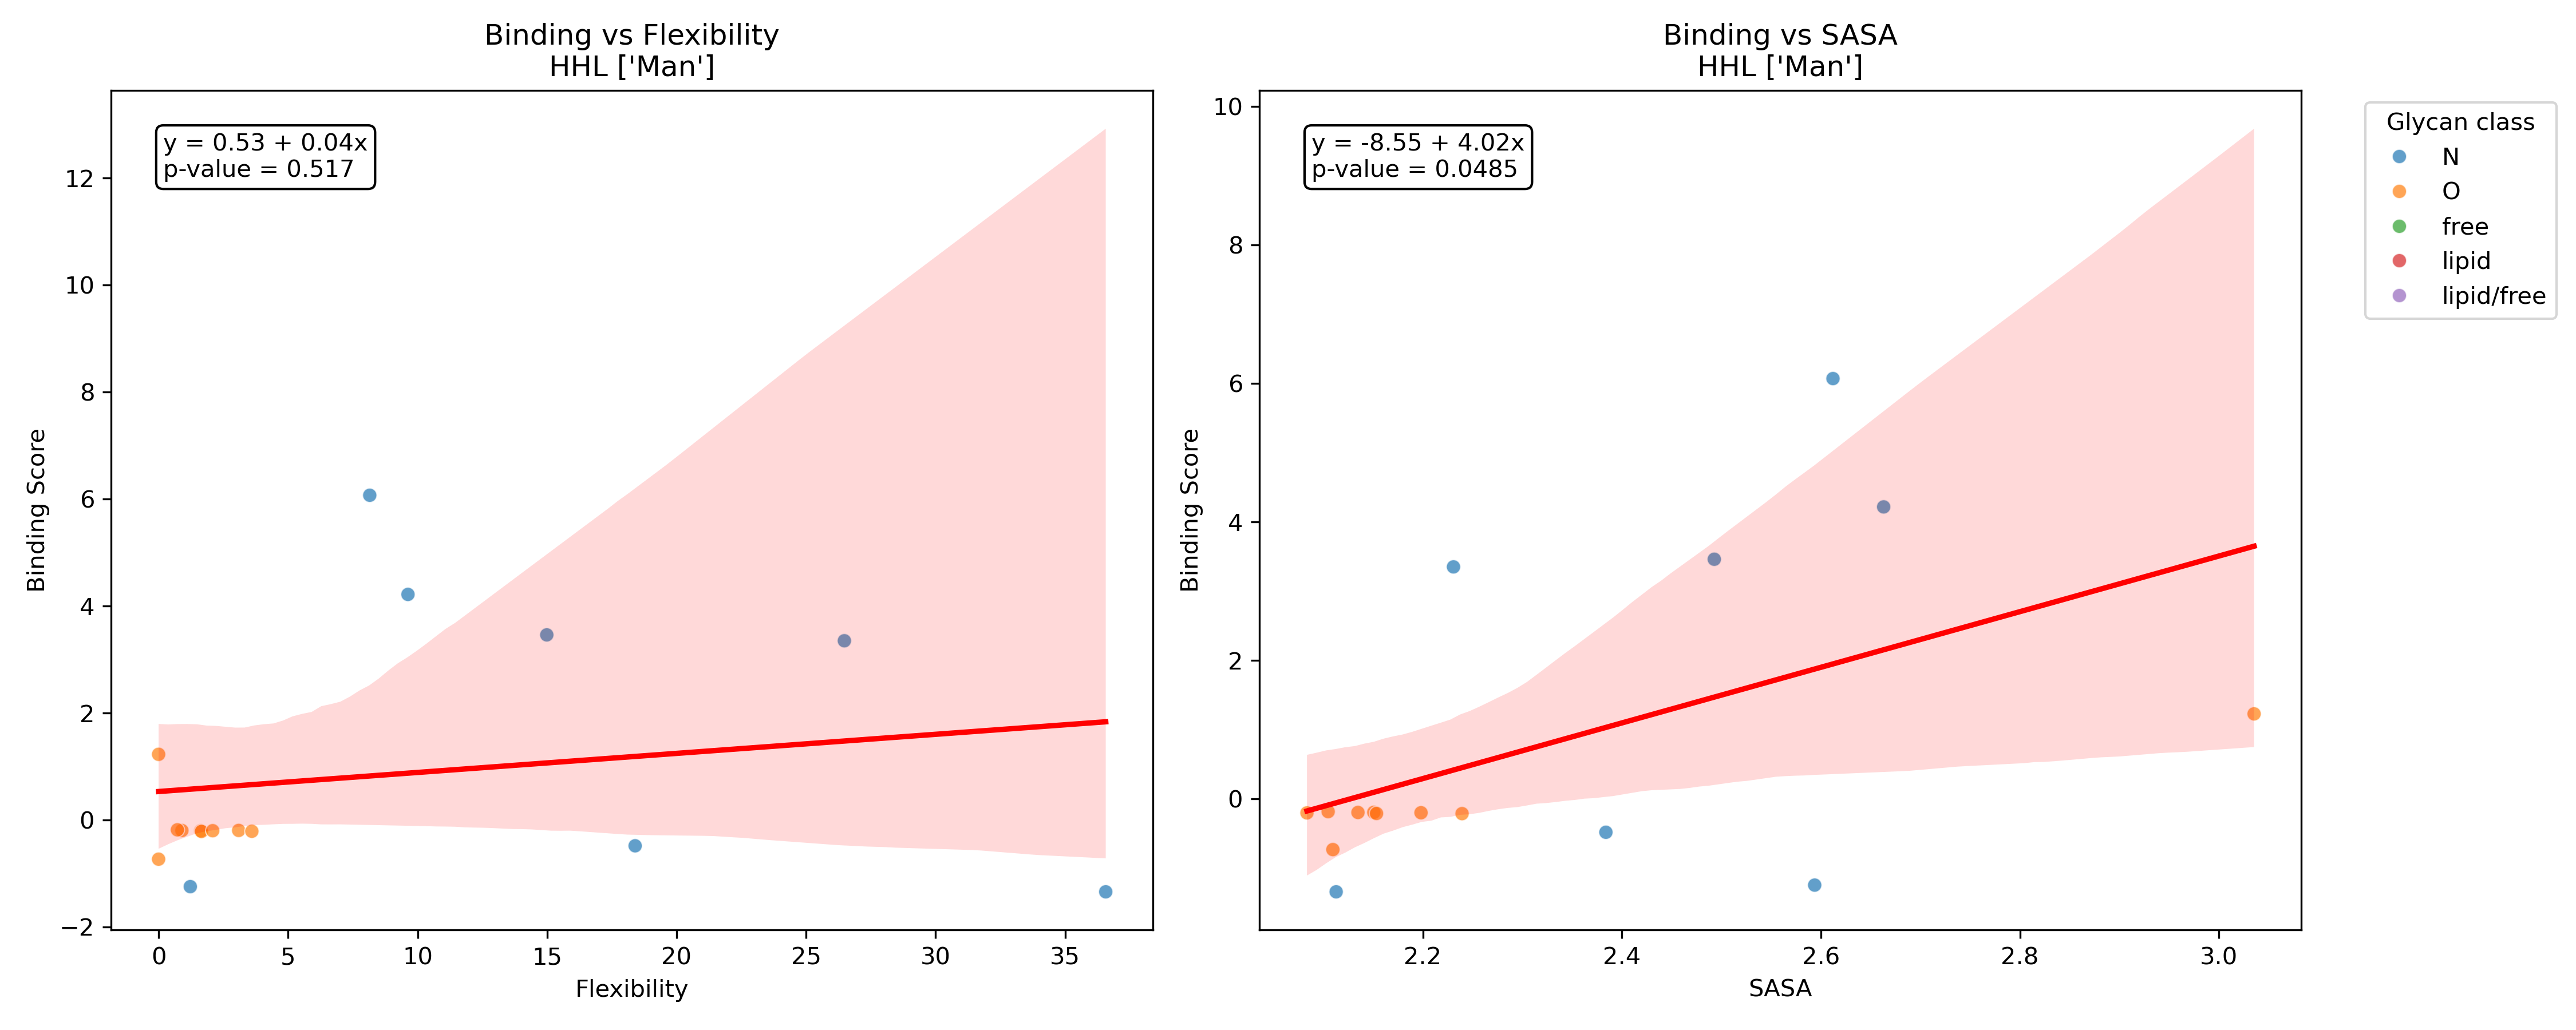 Binding vs Flexibility
HHL ['Man']
y = 0.53 + 0.04x
p-value = 0.517
Binding Score
12
10
8
6
4
2
0
−2
0 5 10 15 20 25 30 35
Flexibility
Binding vs SASA
HHL ['Man']
y = -8.55 + 4.02x
p-value = 0.0485
Binding Score
10
8
6
4
2
0
2.2 2.4 2.6 2.8 3.0
SASA
Glycan class
N
O
free
lipid
lipid/free